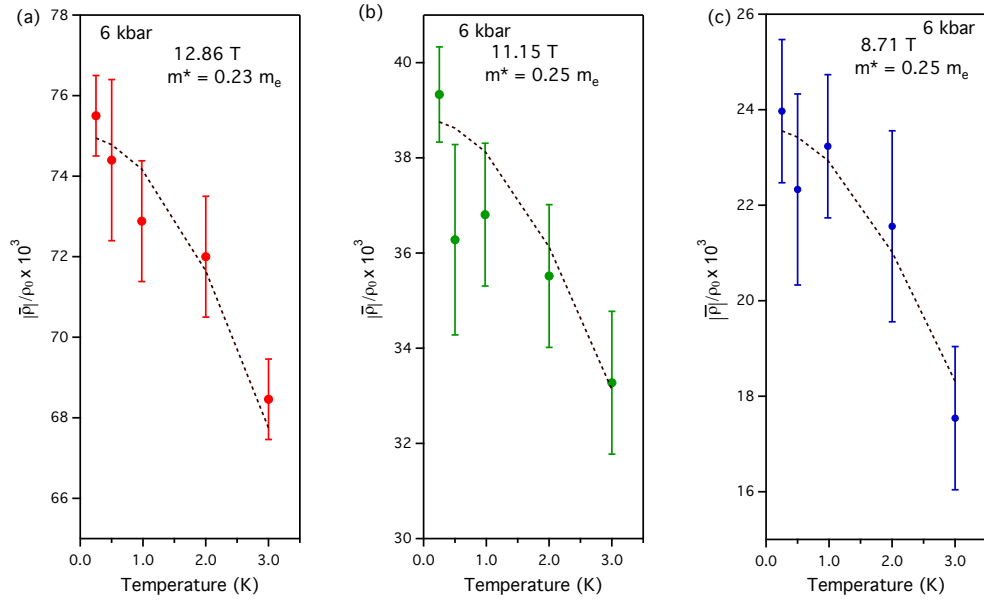 (a)
6 kbar
12.86 T
m* = 0.23 mₑ
78
76
74
72
70
68
66
|ρ̅|/ρ₀ x 10³
0.0 1.0 2.0 3.0
Temperature (K)
(b)
6 kbar
11.15 T
m* = 0.25 mₑ
40
38
36
34
32
30
|ρ̅|/ρ₀ x 10³
0.0 1.0 2.0 3.0
Temperature (K)
(c)
6 kbar
8.71 T
m* = 0.25 mₑ
26
24
22
20
18
16
|ρ̅|/ρ₀ x 10³
0.0 1.0 2.0 3.0
Temperature (K)